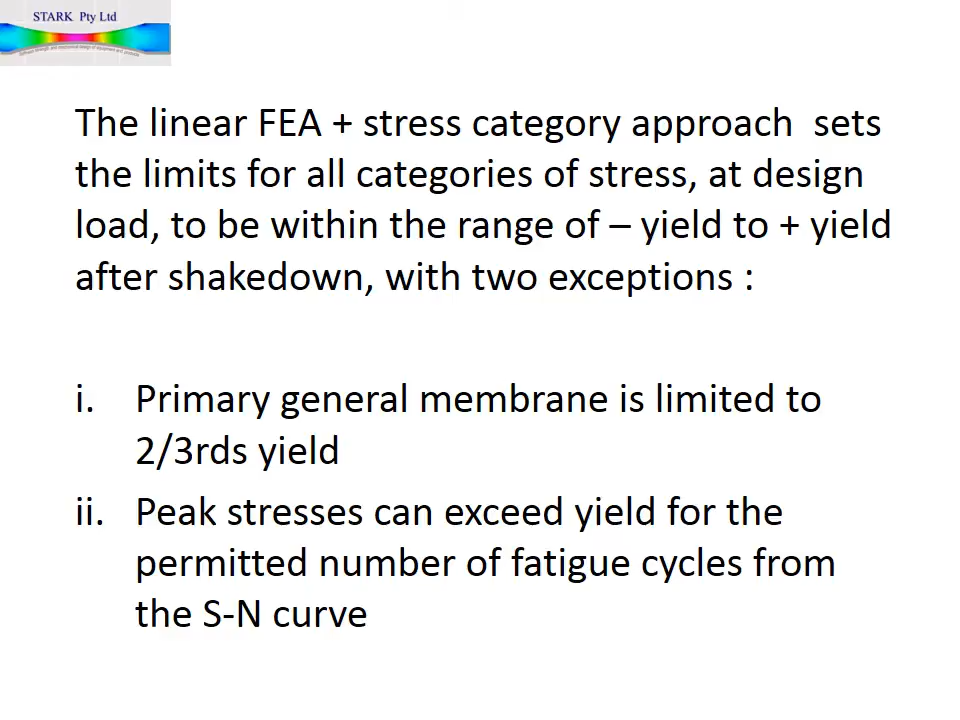 STARK Pty Ltd
The linear FEA + stress category approach  sets
the limits for all categories of stress, at design
load, to be within the range of – yield to + yield
after shakedown, with two exceptions :
i. Primary general membrane is limited to
2/3rds yield
ii. Peak stresses can exceed yield for the
permitted number of fatigue cycles from
the S-N curve